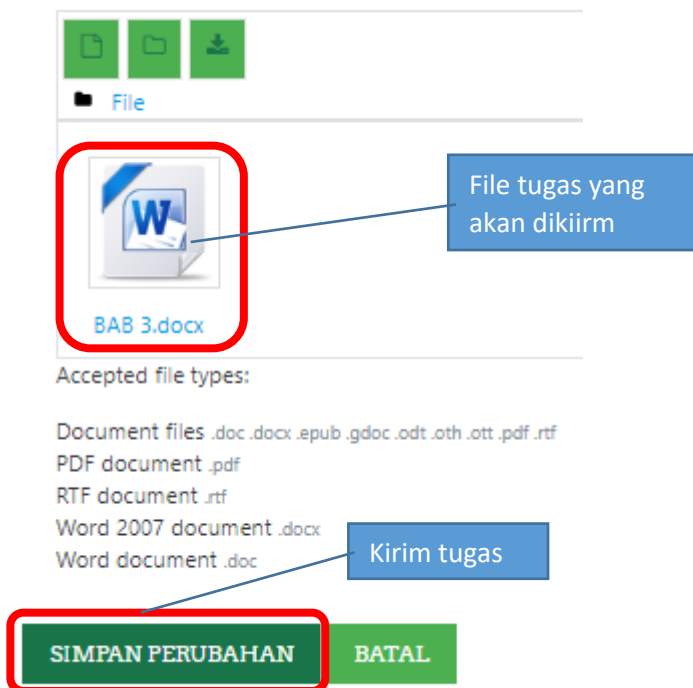 File
File tugas yang
akan dikiirm
BAB 3.docx
Accepted file types:
Document files .doc .docx .epub .gdoc .odt .oth .ott .pdf .rtf
PDF document .pdf
RTF document .rtf
Word 2007 document .docx
Word document .doc
Kirim tugas
SIMPAN PERUBAHAN
BATAL